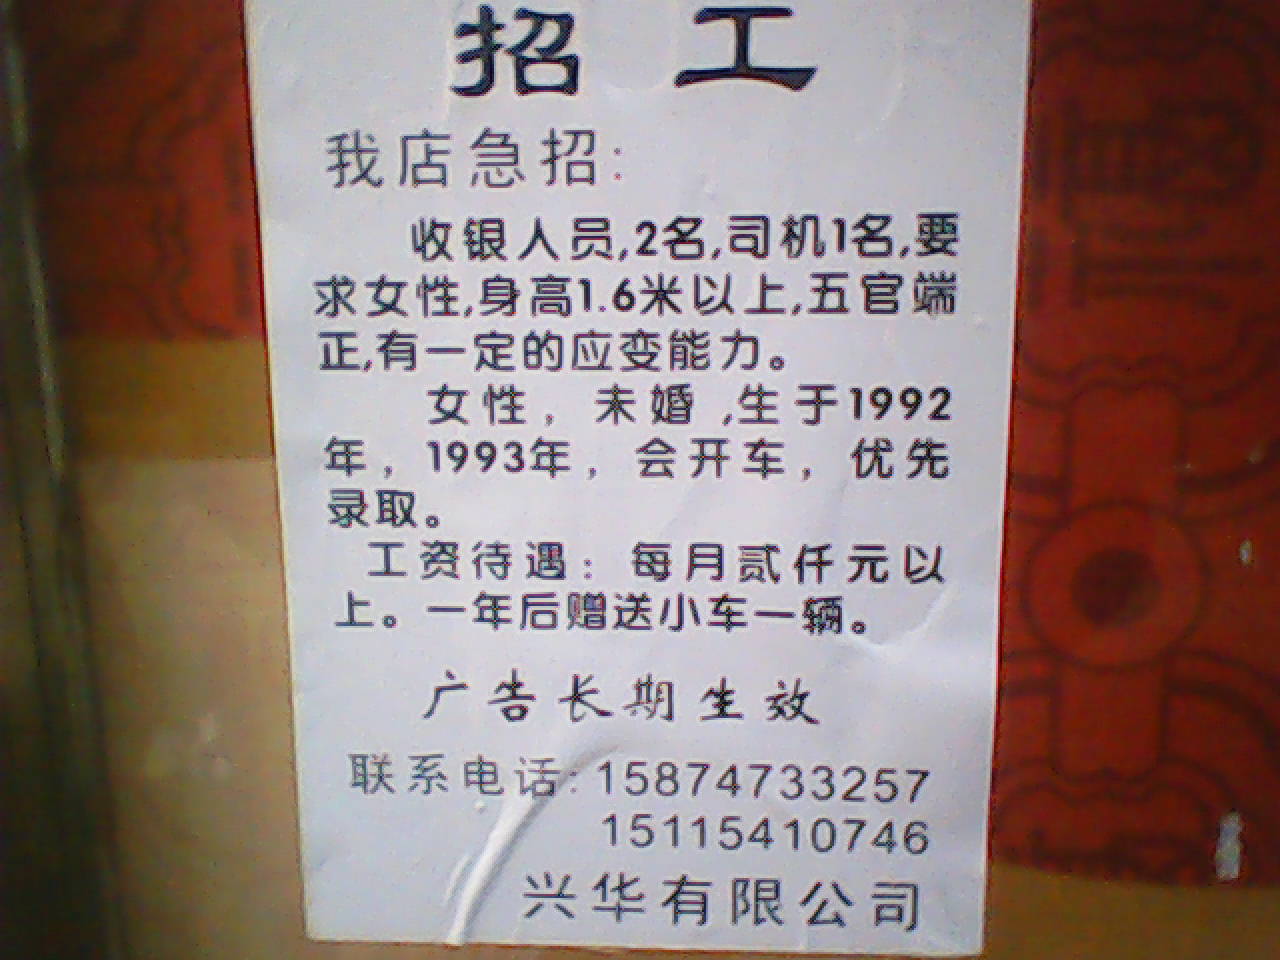 招 工
我店急招:
收银人员,2名,司机1名,要
求女性,身高1.6米以上,五官端
正,有一定的应变能力。
女性，未婚,生于1992
年，1993年，会开车，优先
录取。
工资待遇：每月贰仟元以
上。一年后赠送小车一辆。
广告长期生效
联系电话:15874733257
15115410746
兴华有限公司